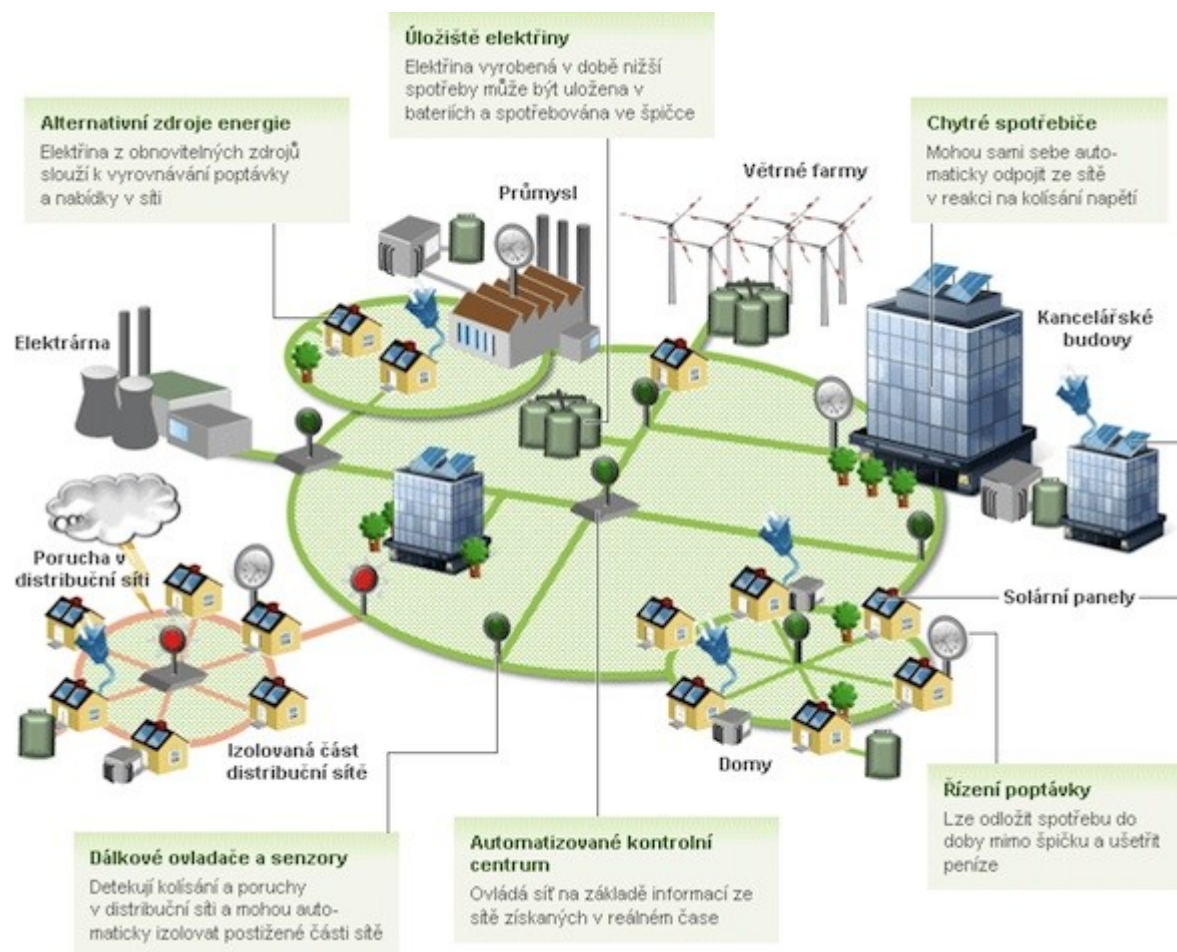 Úložiště elektřiny
Elektřina vyrobená v době nižší
spotřeby může být uložena v
bateriích a spotřebována ve špičce
Alternativní zdroje energie
Elektřina z obnovitelných zdrojů
slouží k vyrovnávání poptávky
a nabídky v síti
Chytré spotřebiče
Mohou sami sebe auto-
maticky odpojit ze sítě
v reakci na kolísání napětí
Průmysl
Větrné farmy
Elektrárna
Kancelářské
budovy
Porucha v
distribuční síti
Solární panely
Izolovaná část
distribuční sítě
Domy
Dálkové ovladače a senzory
Detekují kolísání a poruchy
v distribuční síti a mohou auto-
maticky izolovat postižené části sítě
Automatizované kontrolní
centrum
Ovládá síť na základě informací ze
sítě získaných v reálném čase
Řízení poptávky
Lze odložit spotřebu do
doby mimo špičku a ušetřit
peníze